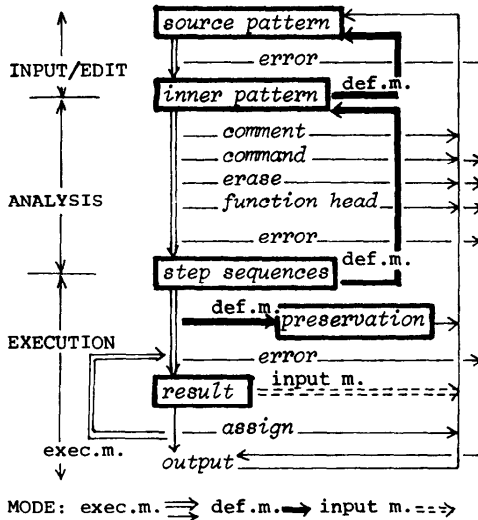 source pattern
error
INPUT/EDIT
def.m.
inner pattern
comment
command
erase
ANALYSIS
function head
error
def.m.
step sequences
def.m.
preservation
EXECUTION
error
input m.
result
assign
exec.m.
output
MODE: exec.m. def.m. input m.